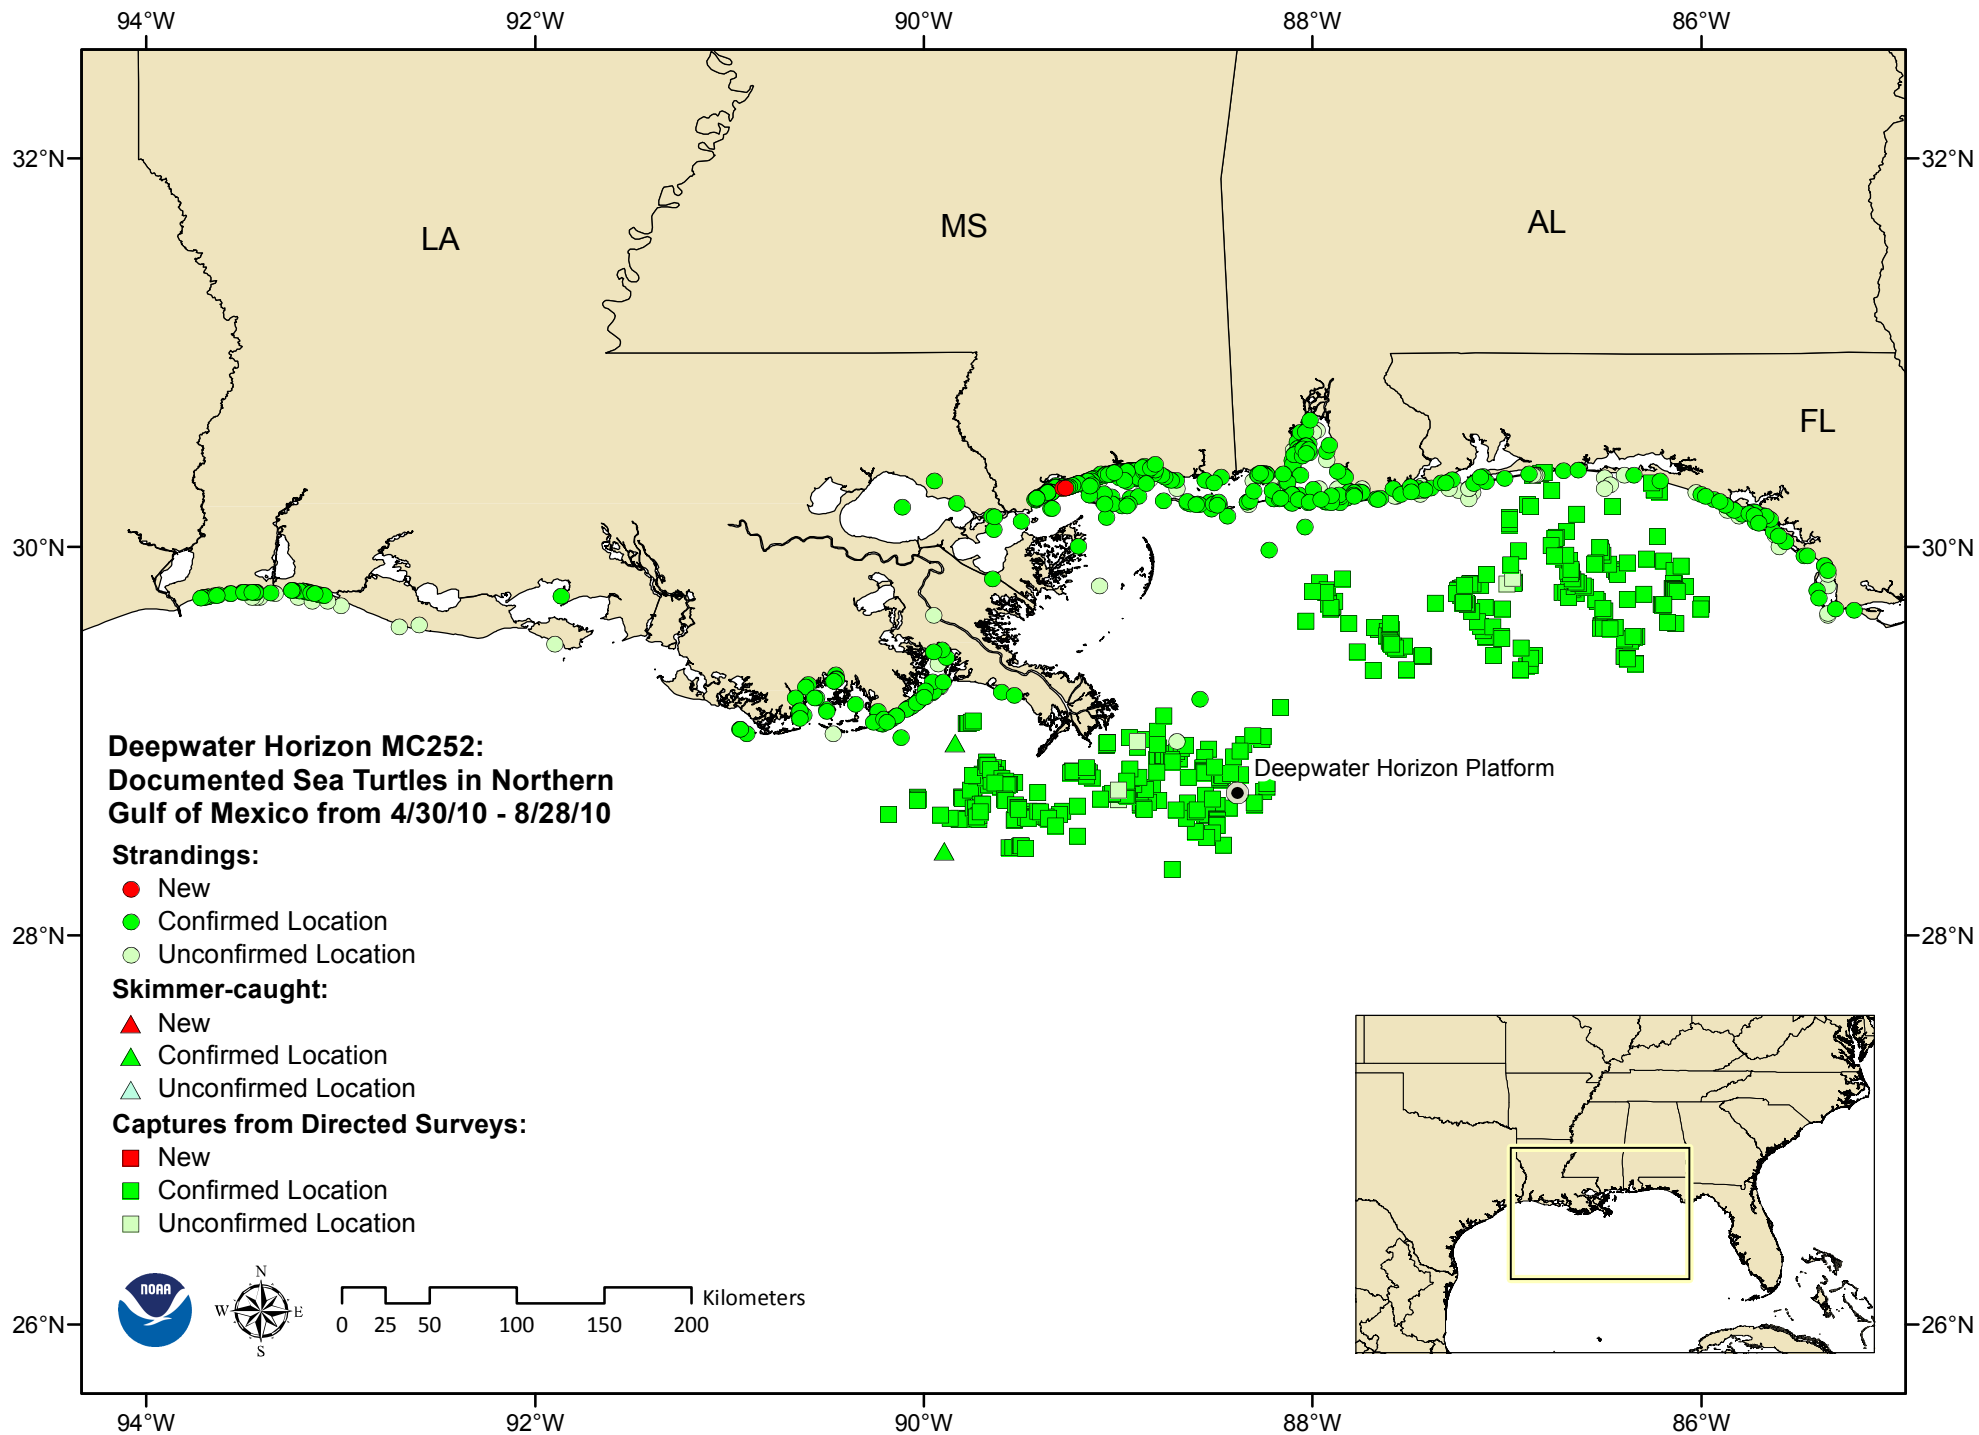 94°W 92°W 90°W 88°W 86°W
32°N 32°N
LA MS AL
FL
30°N 30°N
Deepwater Horizon Platform
Deepwater Horizon MC252:
Documented Sea Turtles in Northern
Gulf of Mexico from 4/30/10 - 8/28/10
Strandings:
New
Confirmed Location
Unconfirmed Location
28°N 28°N
Skimmer-caught:
New
Confirmed Location
Unconfirmed Location
Captures from Directed Surveys:
New
Confirmed Location
Unconfirmed Location
NOAA
N
W E
S
Kilometers
0 25 50 100 150 200
26°N 26°N
94°W 92°W 90°W 88°W 86°W